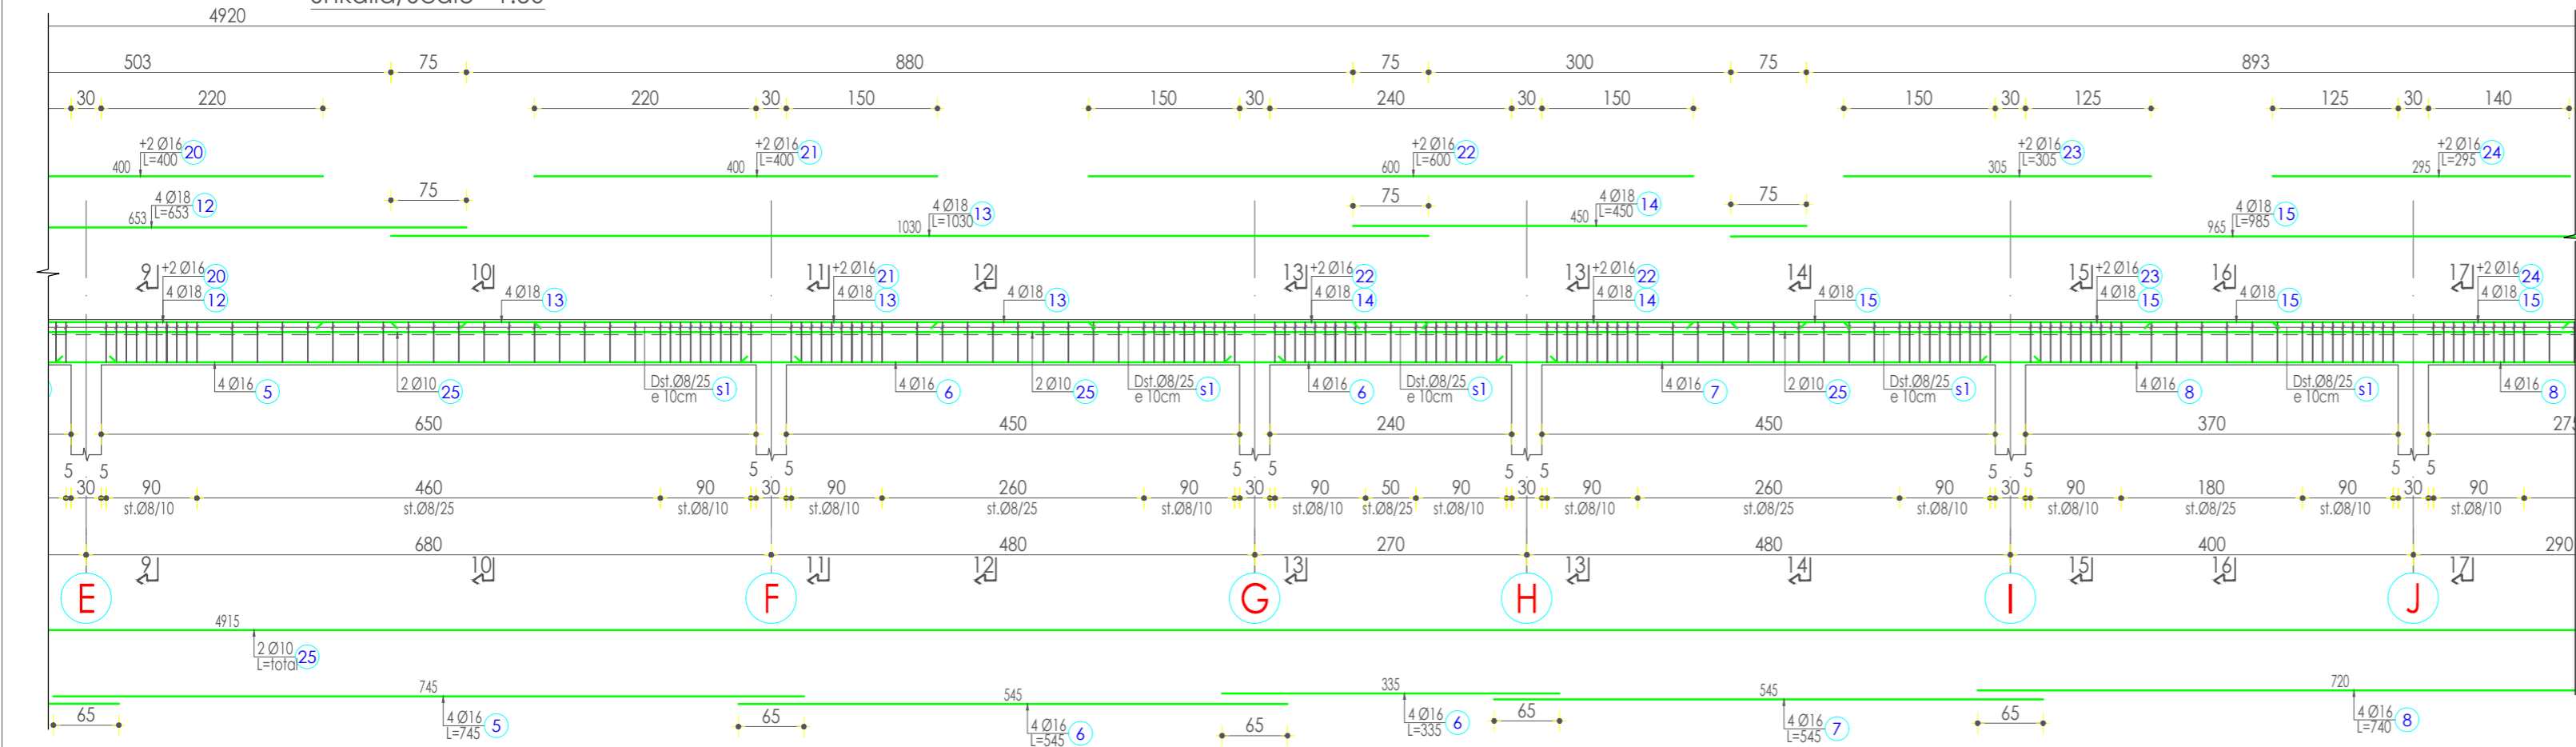 4920
503 75 880 75 300 75 893
30 220 220 30 150 150 30 240 30 150 150 30 125 125 30 140
+2 Ø16 20 +2 Ø16 21 +2 Ø16 22 +2 Ø16 23 +2 Ø16 24
400 L=400 400 L=400 600 L=600 305 L=305 295 L=295
75 75 75
4 Ø18 12 4 Ø18 13 4 Ø18 14 4 Ø18 15
653 L=653 1030 L=1030 450 L=450 965 L=985
9 +2 Ø16 20 10 11 +2 Ø16 21 12 13 +2 Ø16 22 13 +2 Ø16 22 14 15 +2 Ø16 23 16 17 +2 Ø16 24
4 Ø18 12 4 Ø18 13 4 Ø18 13 4 Ø18 13 4 Ø18 14 4 Ø18 14 4 Ø18 15 4 Ø18 15 4 Ø18 15 4 Ø18 15
4 Ø16 5 2 Ø10 25 Dst.Ø8/25 s1 4 Ø16 6 2 Ø10 25 Dst.Ø8/25 s1 4 Ø16 6 Dst.Ø8/25 s1 4 Ø16 7 2 Ø10 25 Dst.Ø8/25 s1 4 Ø16 8 Dst.Ø8/25 s1 4 Ø16 8
e 10cm e 10cm e 10cm e 10cm e 10cm
650 450 240 450 370
5 5 5 5 5 5 5 5 5 5 5 5
30 90 460 90 30 90 260 90 30 90 50 90 30 90 260 90 30 90 180 90 30 90
st.Ø8/10 st.Ø8/25 st.Ø8/10 st.Ø8/10 st.Ø8/25 st.Ø8/10 st.Ø8/10 st.Ø8/25 st.Ø8/10 st.Ø8/10 st.Ø8/25 st.Ø8/10 st.Ø8/10 st.Ø8/25 st.Ø8/10 st.Ø8/10
680 480 270 480 400 290
9 10 11 12 13 13 14 15 16 17
E F G H I J
4915
2 Ø10 25
L=total
745 545 335 545 720
65 65 65 65 65
4 Ø16 5 4 Ø16 6 4 Ø16 6 4 Ø16 7 4 Ø16 8
L=745 L=545 L=335 L=545 L=740